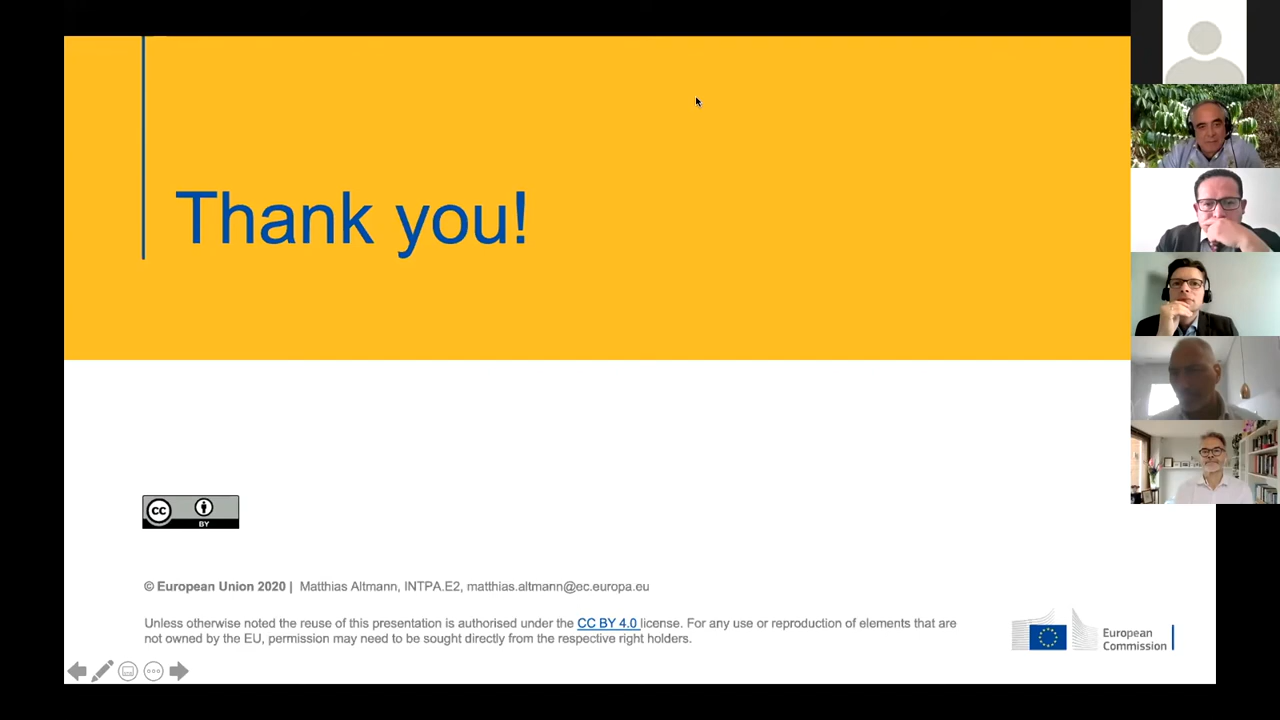 Thank you!
cc
BY
© European Union 2020 | Matthias Altmann, INTPA.E2, matthias.altmann@ec.europa.eu
Unless otherwise noted the reuse of this presentation is authorised under the CC BY 4.0 license. For any use or reproduction of elements that are
not owned by the EU, permission may need to be sought directly from the respective right holders.
European
Commission